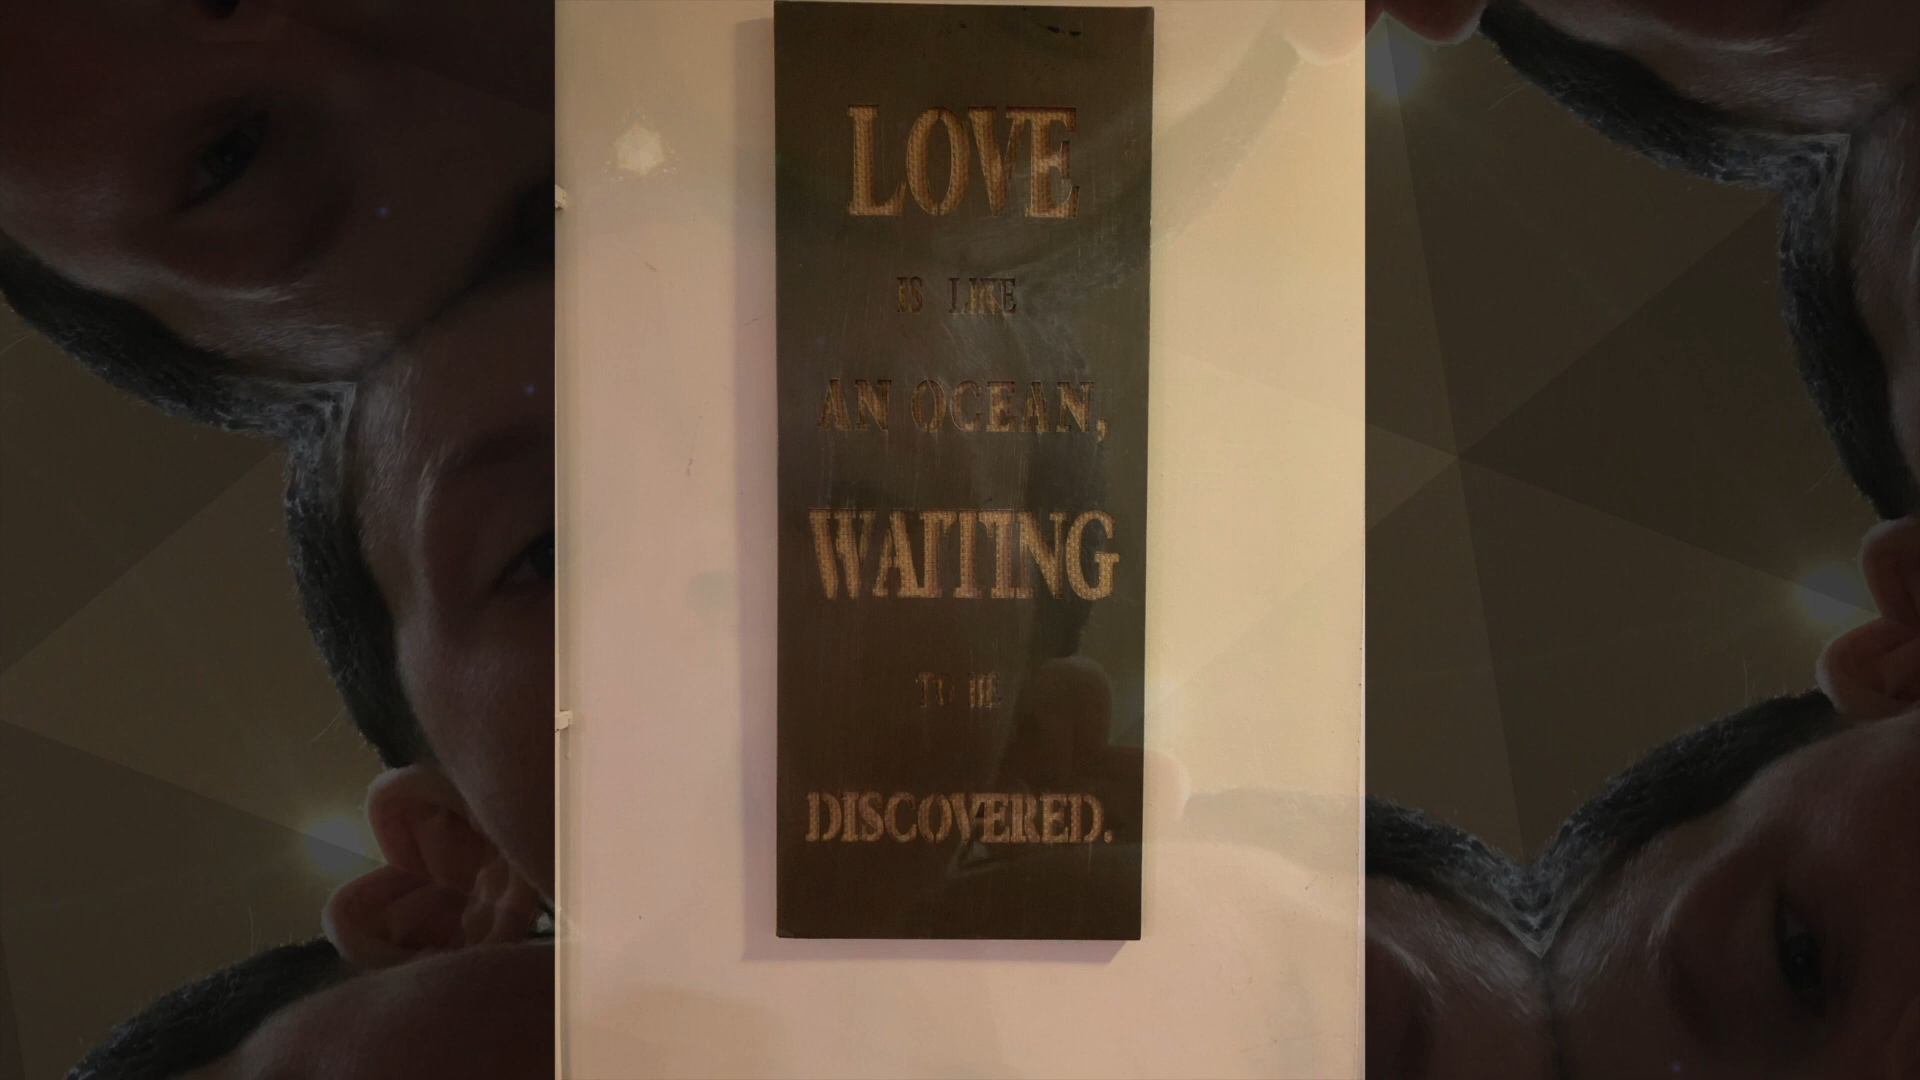 LOVE
IS LIKE
AN OCEAN,
WAITING
TO BE
DISCOVERED.